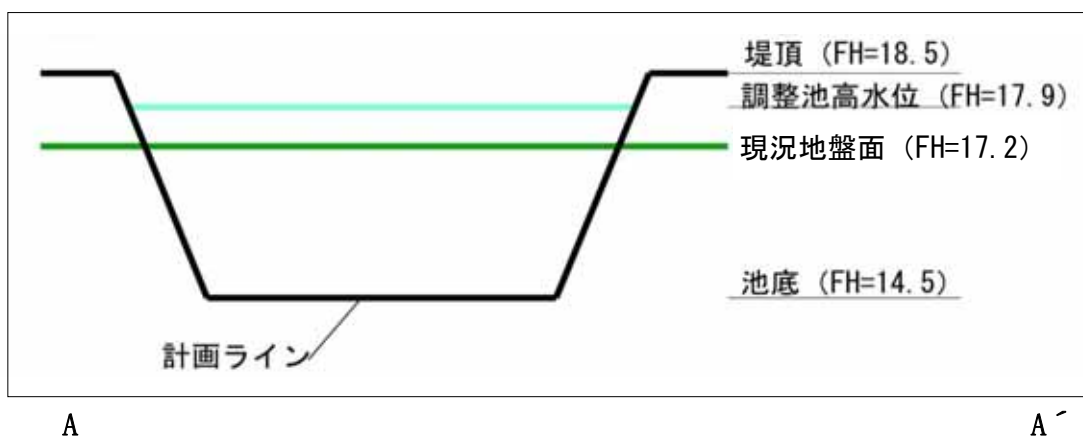 堤頂 (FH=18.5)
調整池高水位 (FH=17.9)
現況地盤面 (FH=17.2)
池底 (FH=14.5)
計画ライン
A
A´